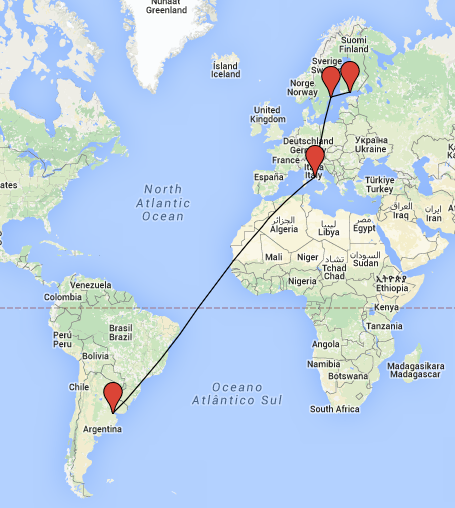 Nunaat
Greenland
Suomi
Finland
Ísland
Iceland
Sverige
Norge
Norway
United
Kingdom
Deutschland
Україна
Ukraine
France
Italy
España
Türkiye
Turkey
North
Atlantic
Ocean
العراق
Iraq
ایران
Iran
الجزائر
Algeria
ليبيا
Libya
مصر
Egypt
Mali
Niger
تشاد
Tchad
Chad
السودان
Sudan
Nigeria
ኢትዮጵያ
Ethiopia
Venezuela
Colombia
Kenya
Tanzania
Perú
Peru
Brasil
Brazil
Bolivia
Angola
Namibia
Botswana
Madagasikara
Madagascar
Chile
Oceano
Atlântico Sul
South Africa
Argentina